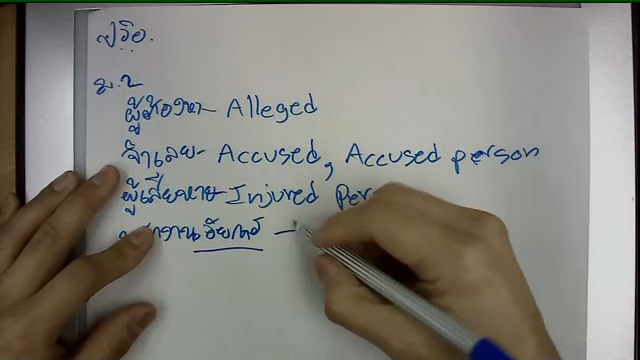 ปวิอ.
ม.2
ผู้ต้องหา - Alleged
จำเลย - Accused, Accused person
ผู้เสียหาย - Injured
อัยการ -